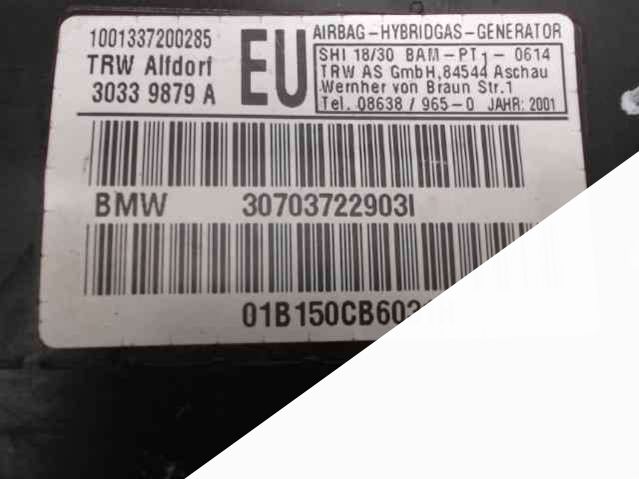 1001337200285
TRW Alfdorf
3033 9879 A
EU
AIRBAG-HYBRIDGAS-GENERATOR
SHI 18/30 BAM-PT1- 0614
TRW AS GmbH,84544 Aschau
Wernher von Braun Str.1
Tel. 08638 / 965-0 JAHR: 2001
BMW 30703722903I